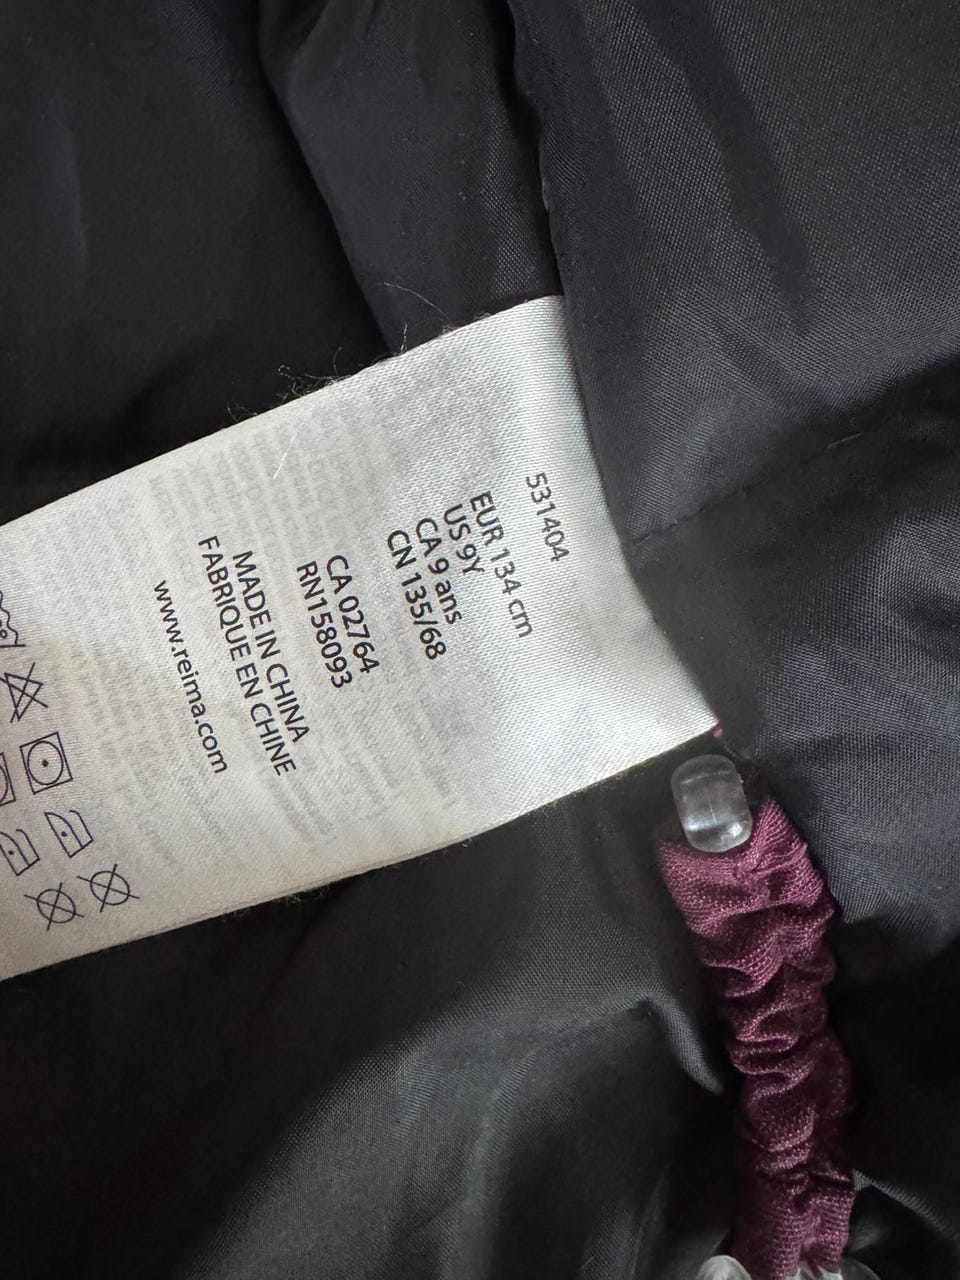 531404
EUR 134 cm
US 9Y
CA 9 ans
CN 135/68
CA 02764
RN158093
MADE IN CHINA
FABRIQUE EN CHINE
www.reima.com